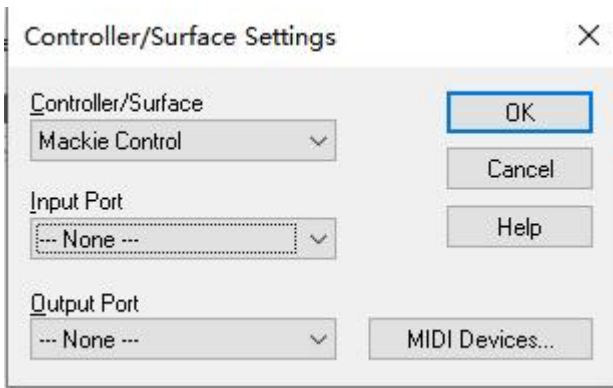 Controller/Surface Settings
Controller/Surface
Mackie Control
OK
Cancel
Input Port
--- None ---
Help
Output Port
--- None ---
MIDI Devices...